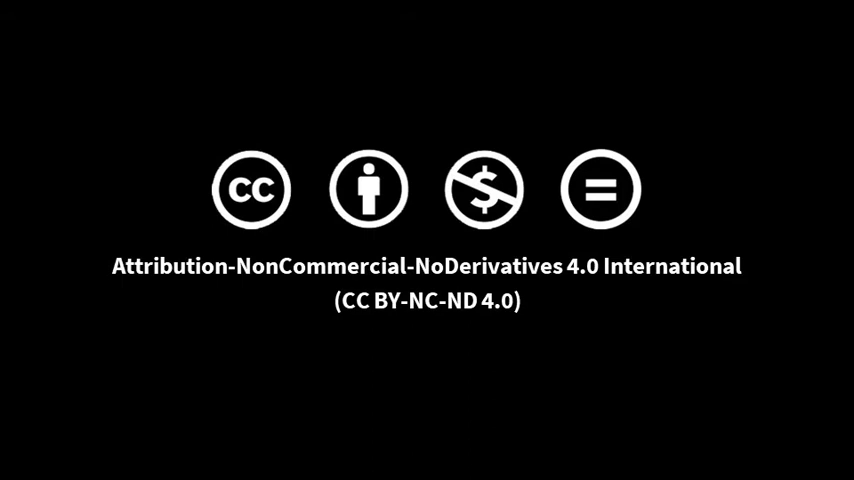 CC
$
=
Attribution-NonCommercial-NoDerivatives 4.0 International
(CC BY-NC-ND 4.0)